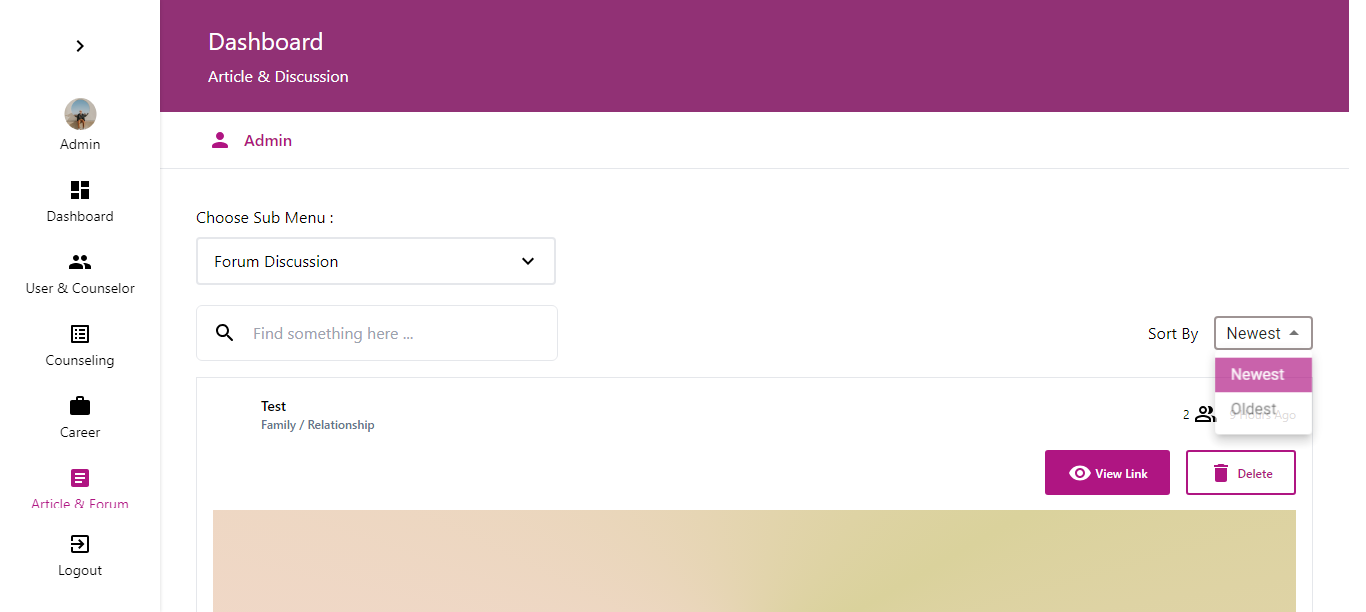 Dashboard
Article & Discussion
Admin
Dashboard
User & Counselor
Counseling
Career
Article & Forum
Logout
Admin
Choose Sub Menu :
Forum Discussion
Find something here ...
Sort By
Newest
Newest
Oldest
Test
Family / Relationship
2
9 Hours Ago
View Link
Delete